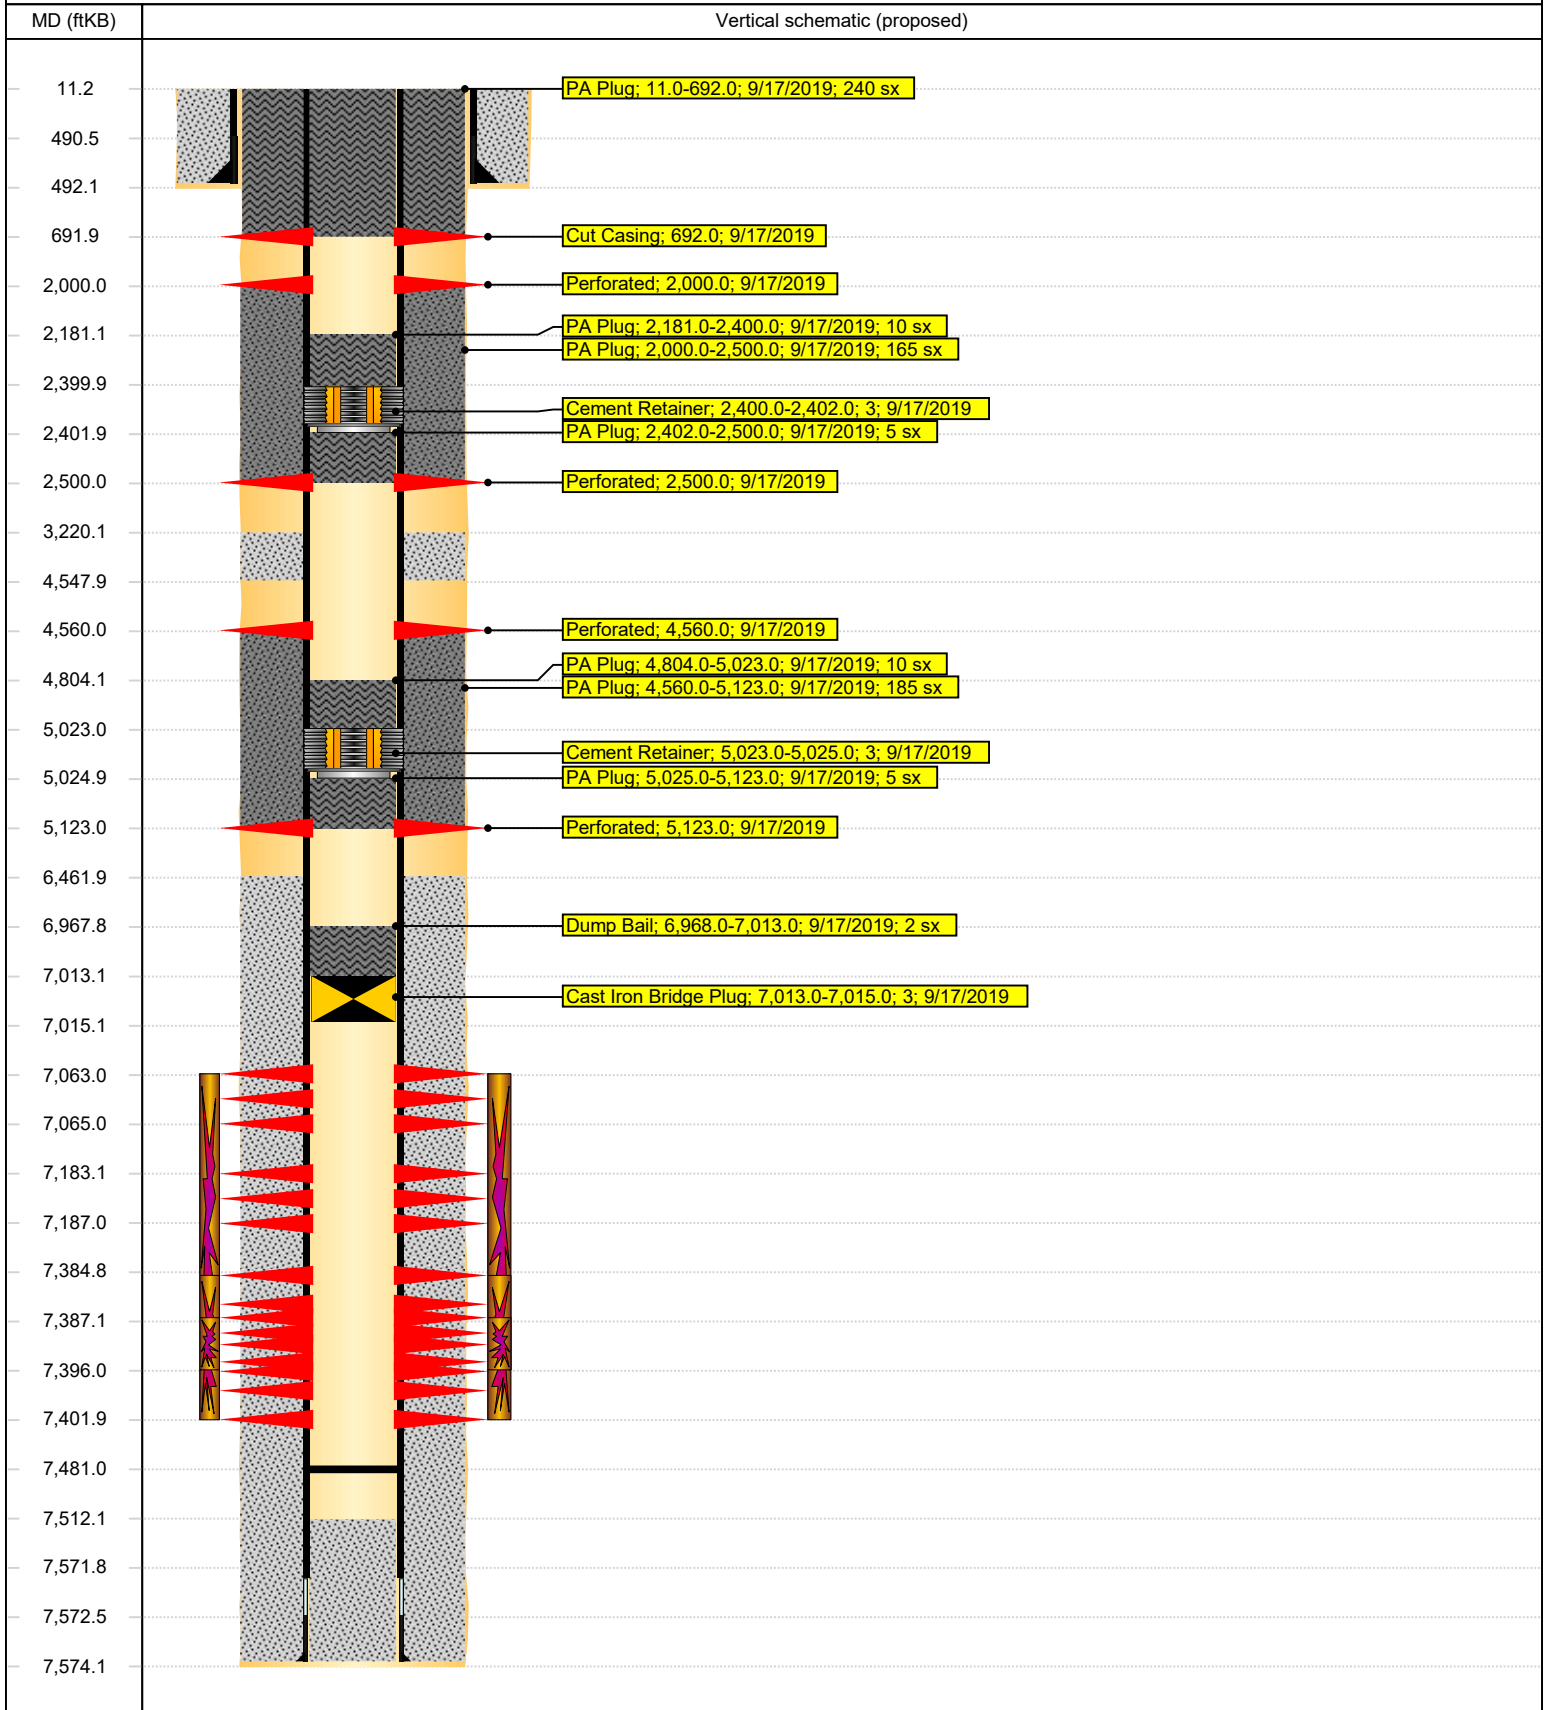 MD (ftKB) Vertical schematic (proposed)
11.2 PA Plug; 11.0-692.0; 9/17/2019; 240 sx
490.5
492.1
691.9 Cut Casing; 692.0; 9/17/2019
2,000.0 Perforated; 2,000.0; 9/17/2019
PA Plug; 2,181.0-2,400.0; 9/17/2019; 10 sx
2,181.1
PA Plug; 2,000.0-2,500.0; 9/17/2019; 165 sx
2,399.9
Cement Retainer; 2,400.0-2,402.0; 3; 9/17/2019
2,401.9 PA Plug; 2,402.0-2,500.0; 9/17/2019; 5 sx
2,500.0 Perforated; 2,500.0; 9/17/2019
3,220.1
4,547.9
4,560.0 Perforated; 4,560.0; 9/17/2019
PA Plug; 4,804.0-5,023.0; 9/17/2019; 10 sx
4,804.1 PA Plug; 4,560.0-5,123.0; 9/17/2019; 185 sx
5,023.0
Cement Retainer; 5,023.0-5,025.0; 3; 9/17/2019
5,024.9 PA Plug; 5,025.0-5,123.0; 9/17/2019; 5 sx
5,123.0 Perforated; 5,123.0; 9/17/2019
6,461.9
6,967.8 Dump Bail; 6,968.0-7,013.0; 9/17/2019; 2 sx
7,013.1
Cast Iron Bridge Plug; 7,013.0-7,015.0; 3; 9/17/2019
7,015.1
7,063.0
7,065.0
7,183.1
7,187.0
7,384.8
7,387.1
7,396.0
7,401.9
7,481.0
7,512.1
7,571.8
7,572.5
7,574.1